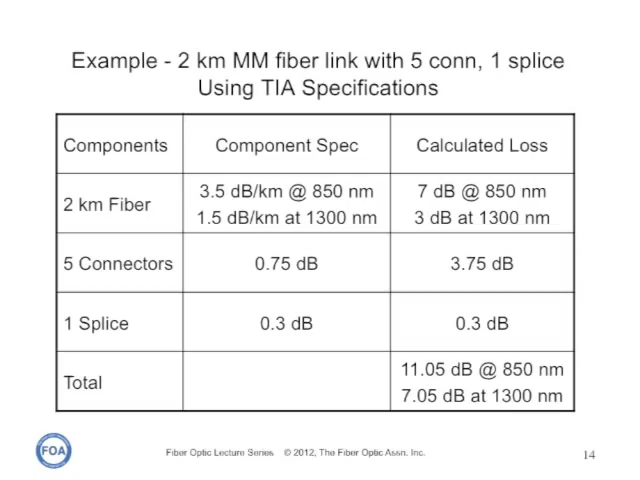 Example - 2 km MM fiber link with 5 conn, 1 splice
Using TIA Specifications
Components Component Spec Calculated Loss
2 km Fiber
3.5 dB/km @ 850 nm
1.5 dB/km at 1300 nm
7 dB @ 850 nm
3 dB at 1300 nm
5 Connectors 0.75 dB 3.75 dB
1 Splice 0.3 dB 0.3 dB
Total
11.05 dB @ 850 nm
7.05 dB at 1300 nm
FOA
Fiber Optic Lecture Series © 2012, The Fiber Optic Assn. Inc.
14